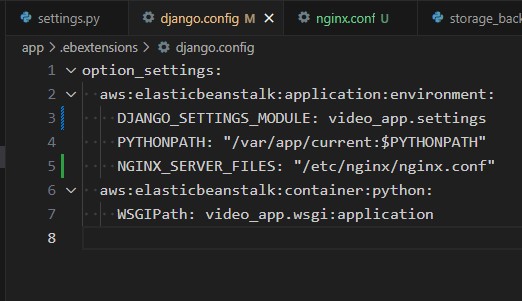 settings.py
django.config M
nginx.conf U
storage_back
app > .ebextensions > django.config
1 option_settings:
2 aws:elasticbeanstalk:application:environment:
3 DJANGO_SETTINGS_MODULE: video_app.settings
4 PYTHONPATH: "/var/app/current:$PYTHONPATH"
5 NGINX_SERVER_FILES: "/etc/nginx/nginx.conf"
6 aws:elasticbeanstalk:container:python:
7 WSGIPath: video_app.wsgi:application
8